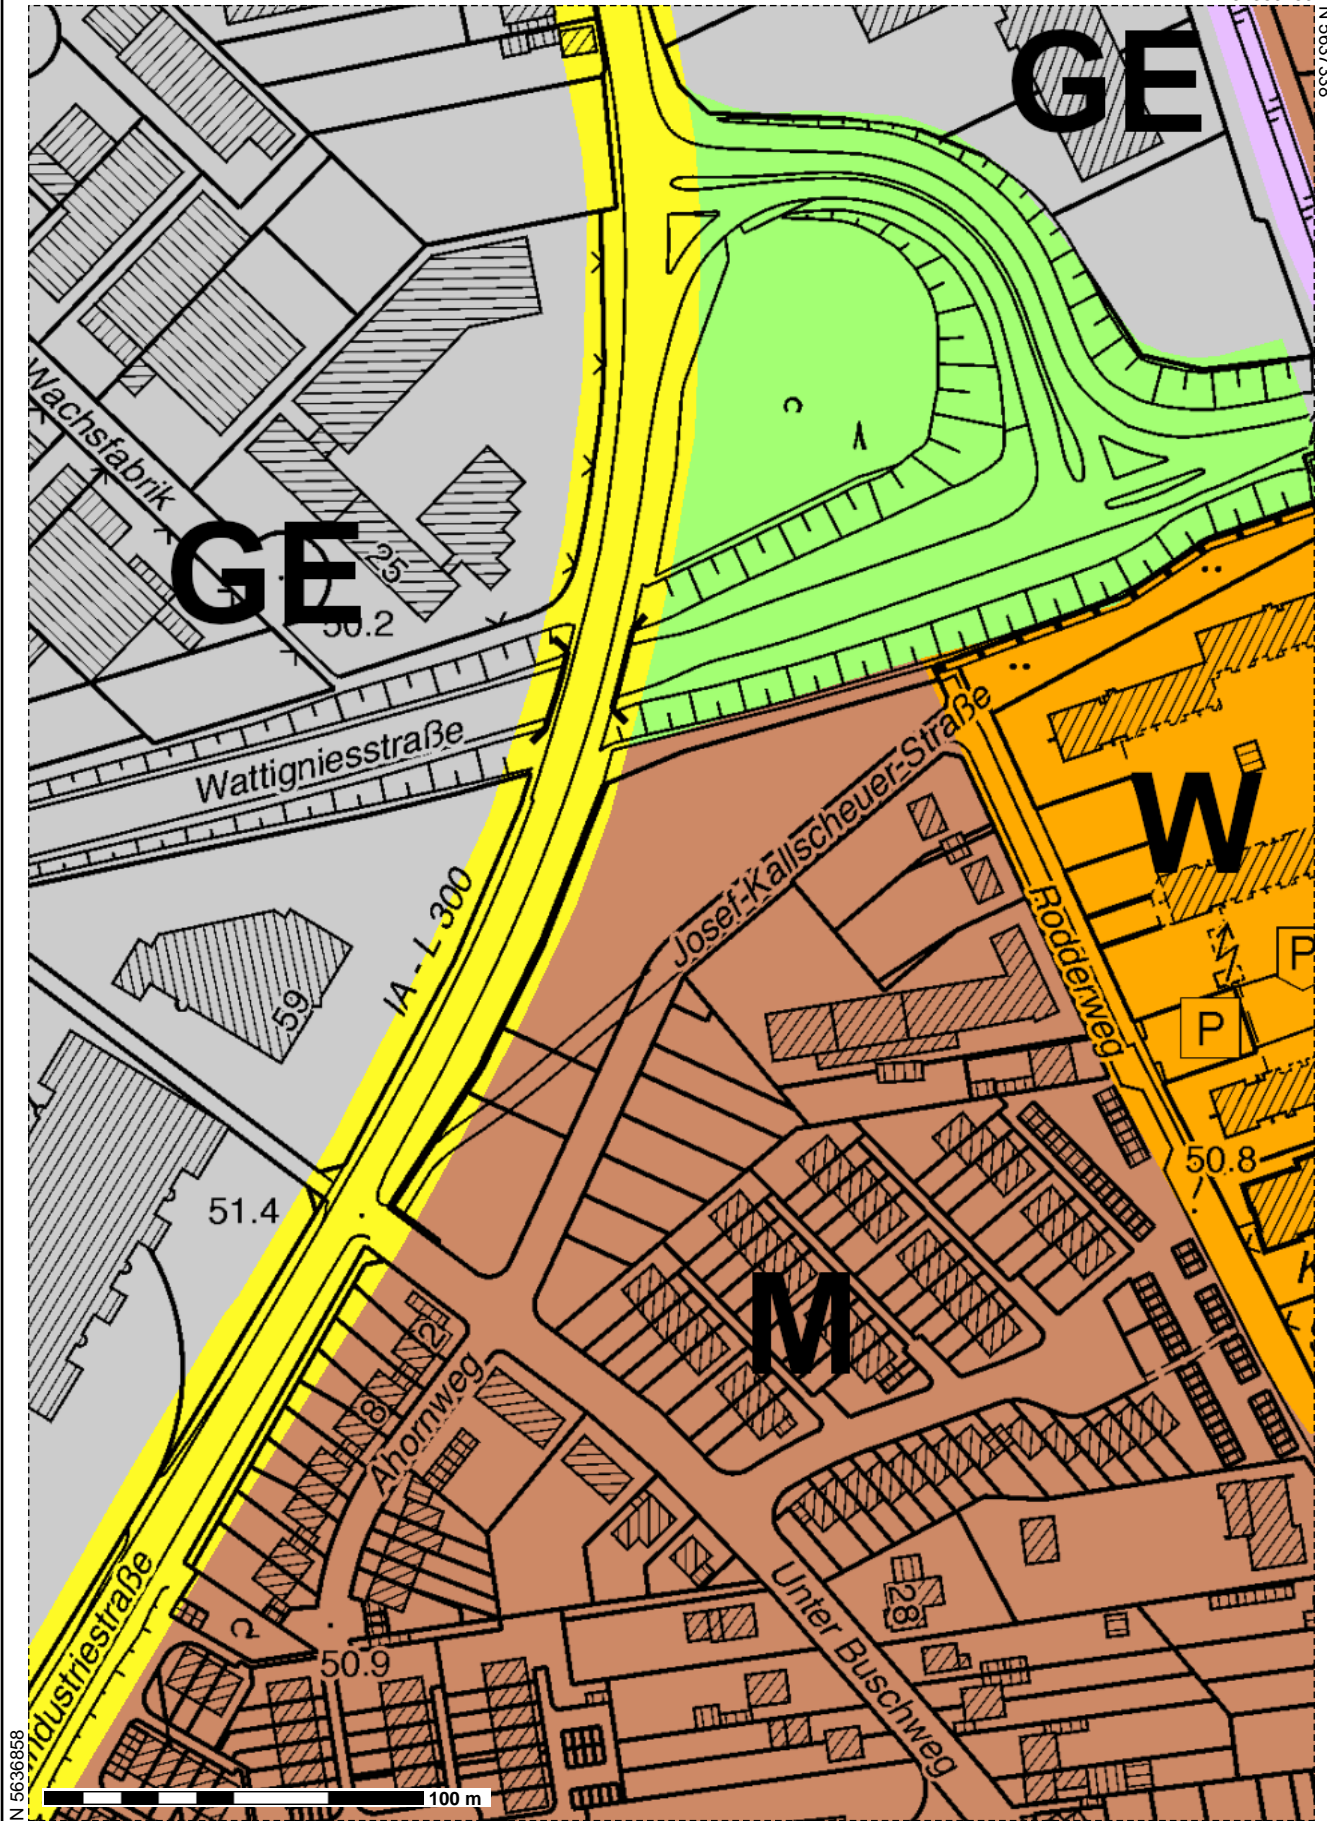 N 5637338
GE
Wachsfabrik
GE
25
50.2
Wattigniesstraße
Josef-Kallscheuer-Straße
W
IA - L 300
Rodderweg
P
P
59
50.8
51.4
K
M
2
8
Ahornweg
Industriestraße
Unter Buschweg
28
50.9
N 5636858
100 m